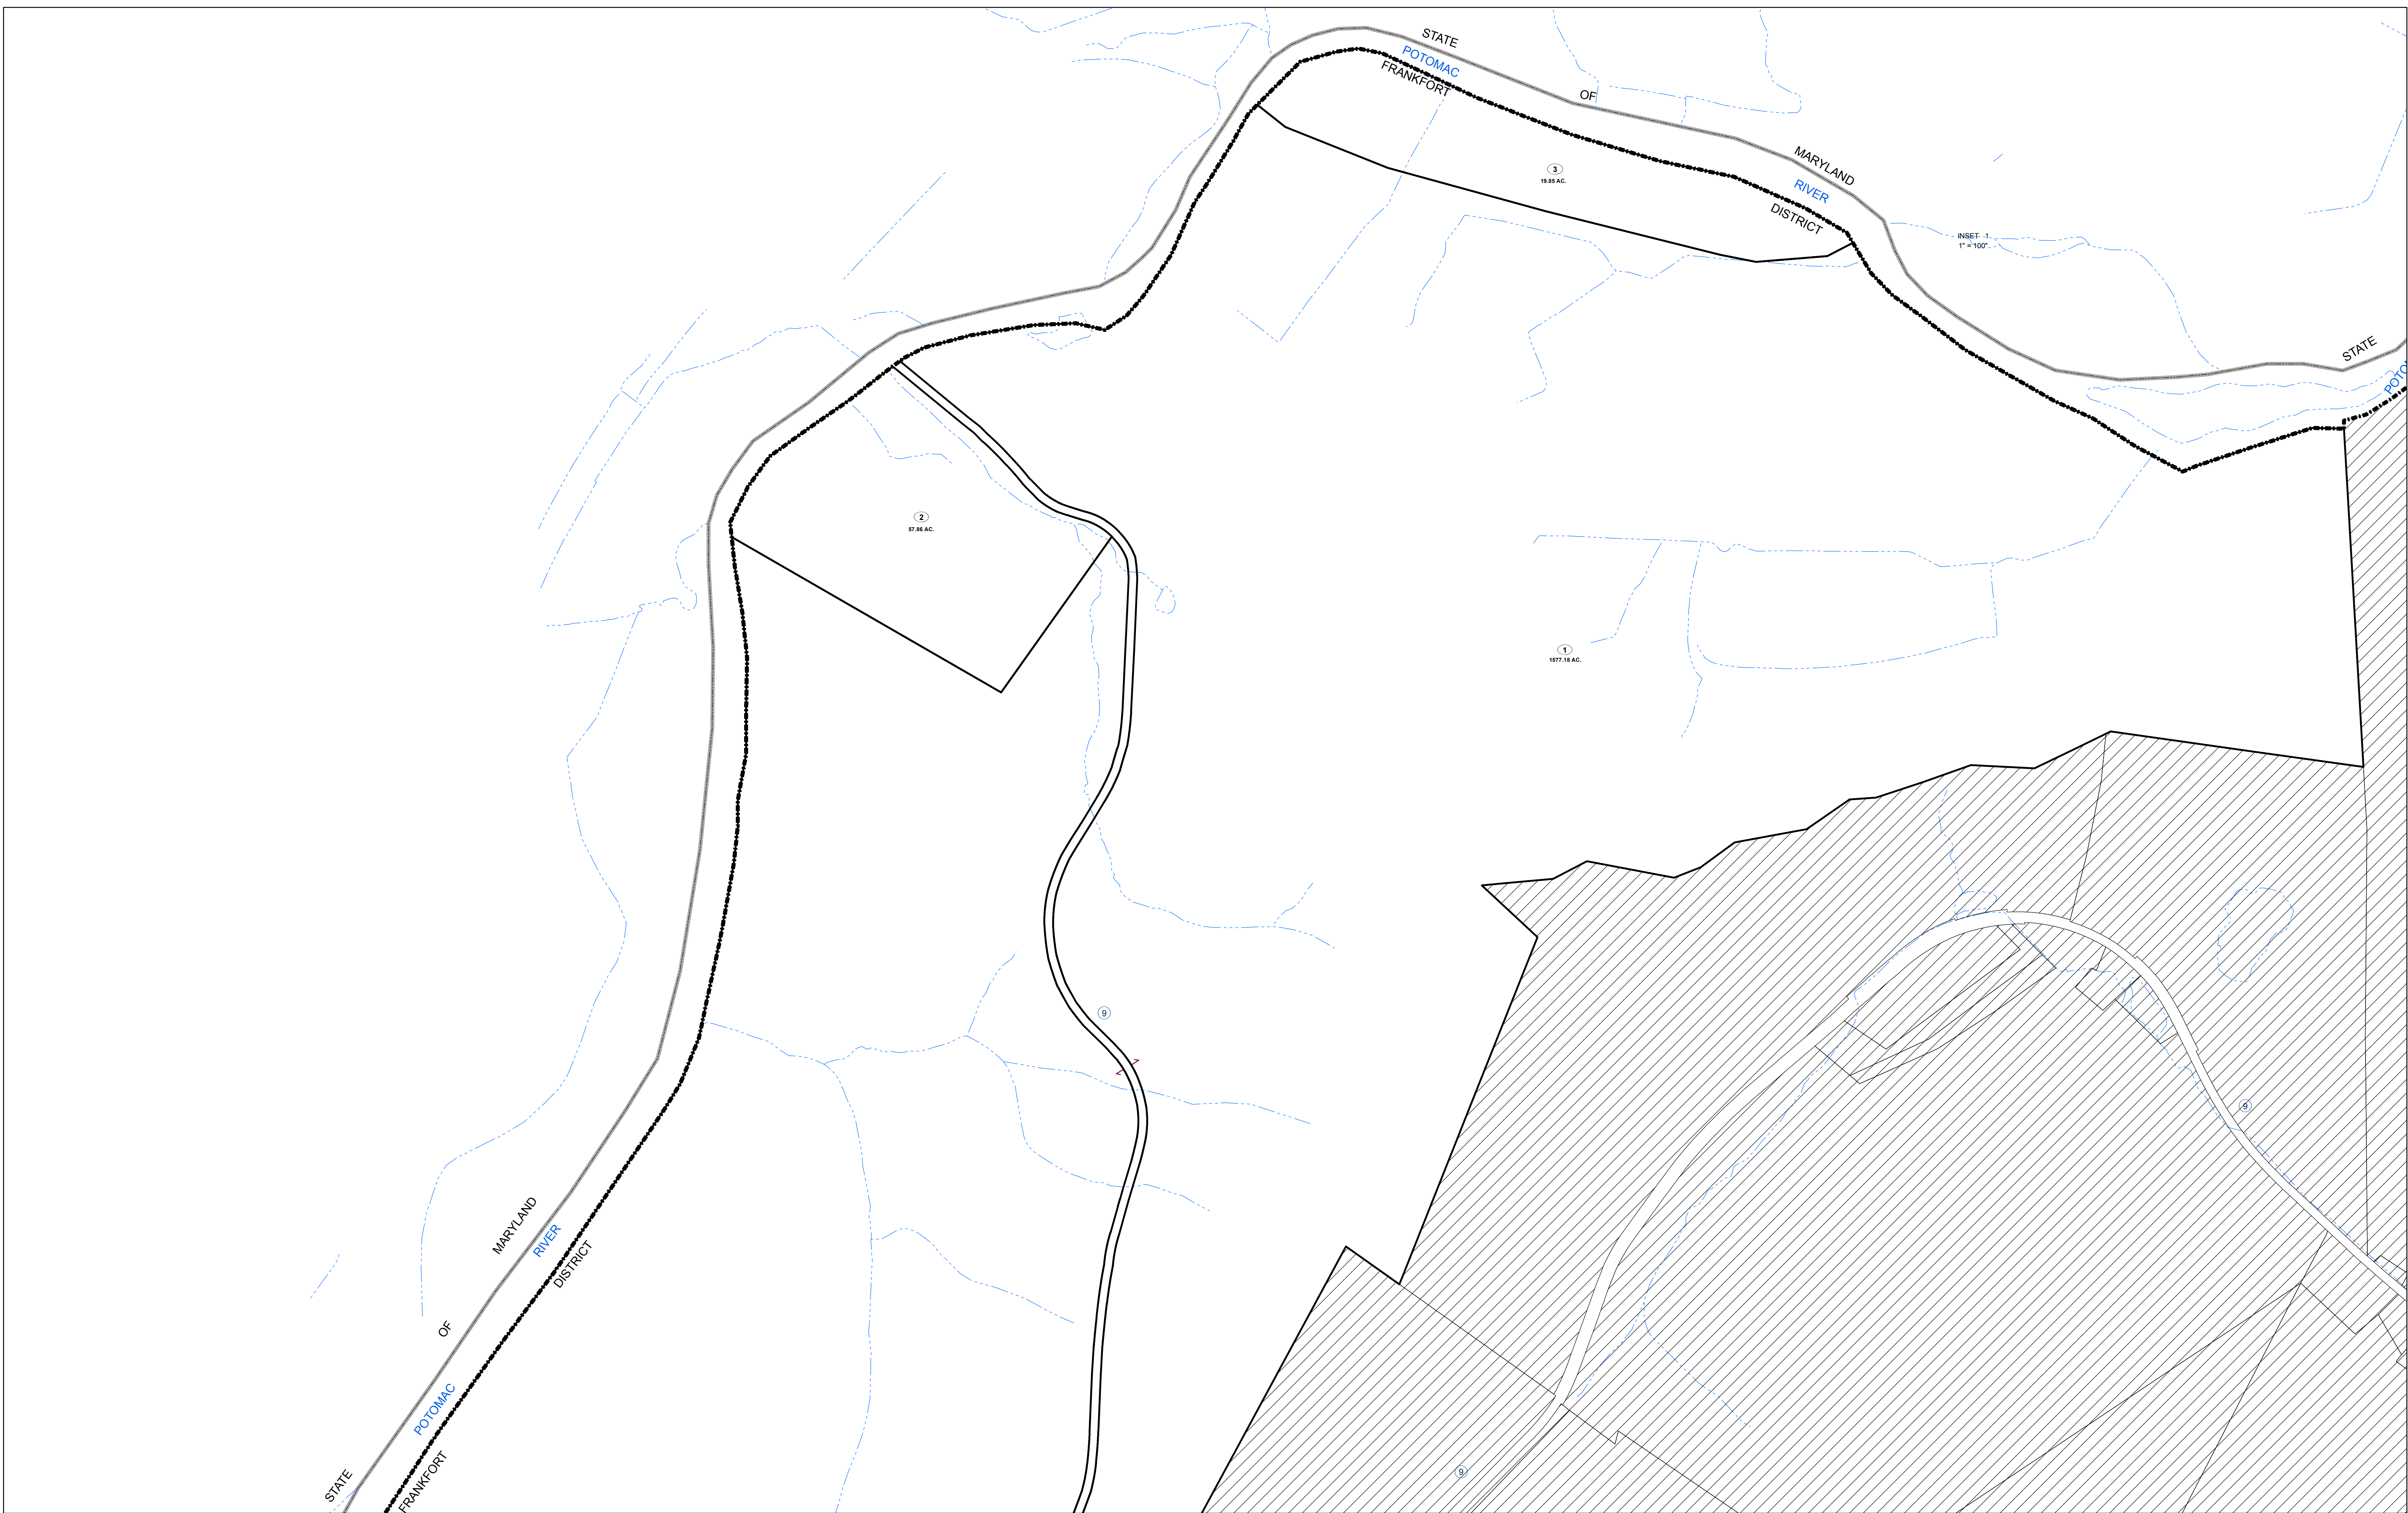 STATE
POTOMAC
FRANKFORT
OF
3
19.85 AC.
MARYLAND
RIVER
DISTRICT
INSET 1
1" = 100'
STATE
2
57.86 AC.
1
1577.18 AC.
9
9
MARYLAND
RIVER
DISTRICT
OF
POTOMAC
STATE
FRANKFORT
9